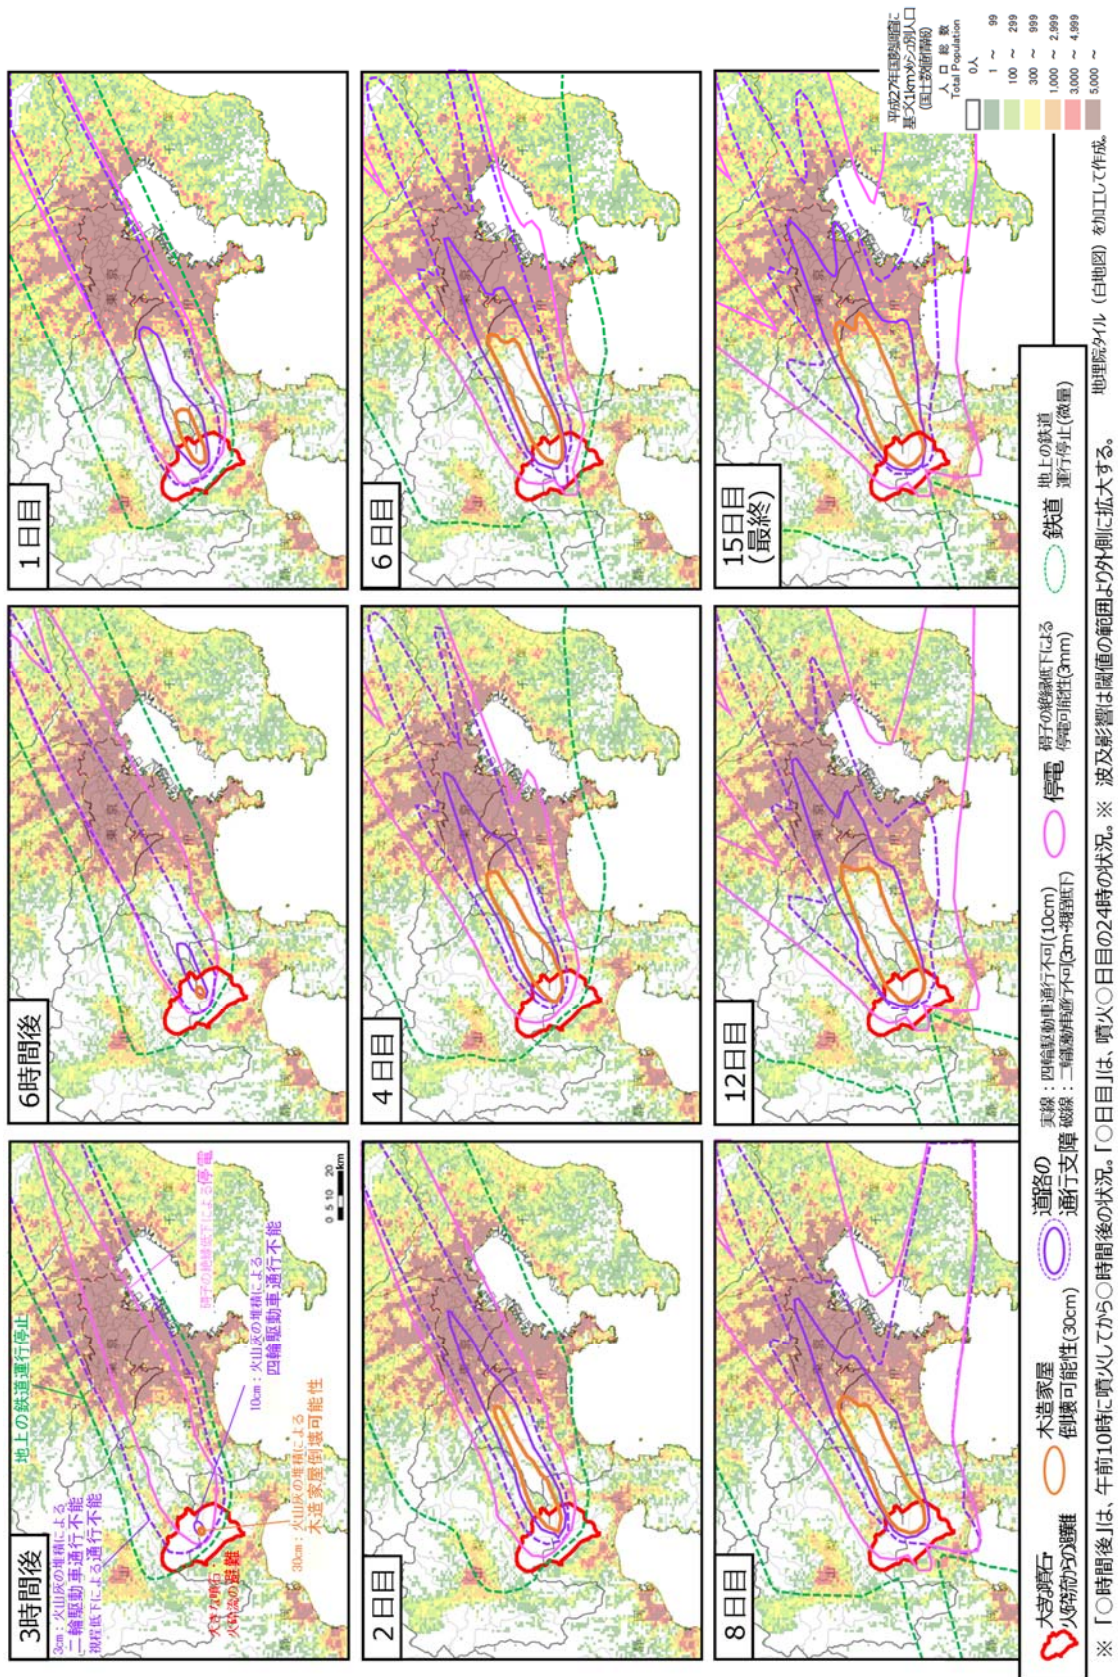 3時間後
地上の鉄道運行停止
3cm：火山灰の堆積による
二輪駆動車通行不能
視程低下による通行不能
碍子の絶縁低下による停電
10cm：火山灰の堆積による
四輪駆動車通行不能
30cm：火山灰の堆積による
木造家屋倒壊可能性
大きな噴石・
火砕流の避難
0 5 10 20
km
6時間後
1日目
2日目
4日目
6日目
8日目
12日目
15日目
(最終)
平成27年国勢調査に
基づく1kmメッシュ別人口
(国土数値情報)
人口総数
Total Population
0人
1 ～ 99
100 ～ 299
300 ～ 999
1,000 ～ 2,999
3,000 ～ 4,999
5,000 ～
大きな噴石・
火砕流からの避難
木造家屋
倒壊可能性(30cm)
道路の
通行支障
実線：四輪駆動車通行不可(10cm)
破線：二輪駆動車通行不可(3cm・視程低下)
停電
碍子の絶縁低下による
停電可能性(3mm)
鉄道
地上の鉄道
運行停止(微量)
※「○時間後」は、午前10時に噴火してから○時間後の状況。「○日目」は、噴火○日目の24時の状況。※ 波及影響は閾値の範囲より外側に拡大する。
地理院タイル（白地図）を加工して作成。